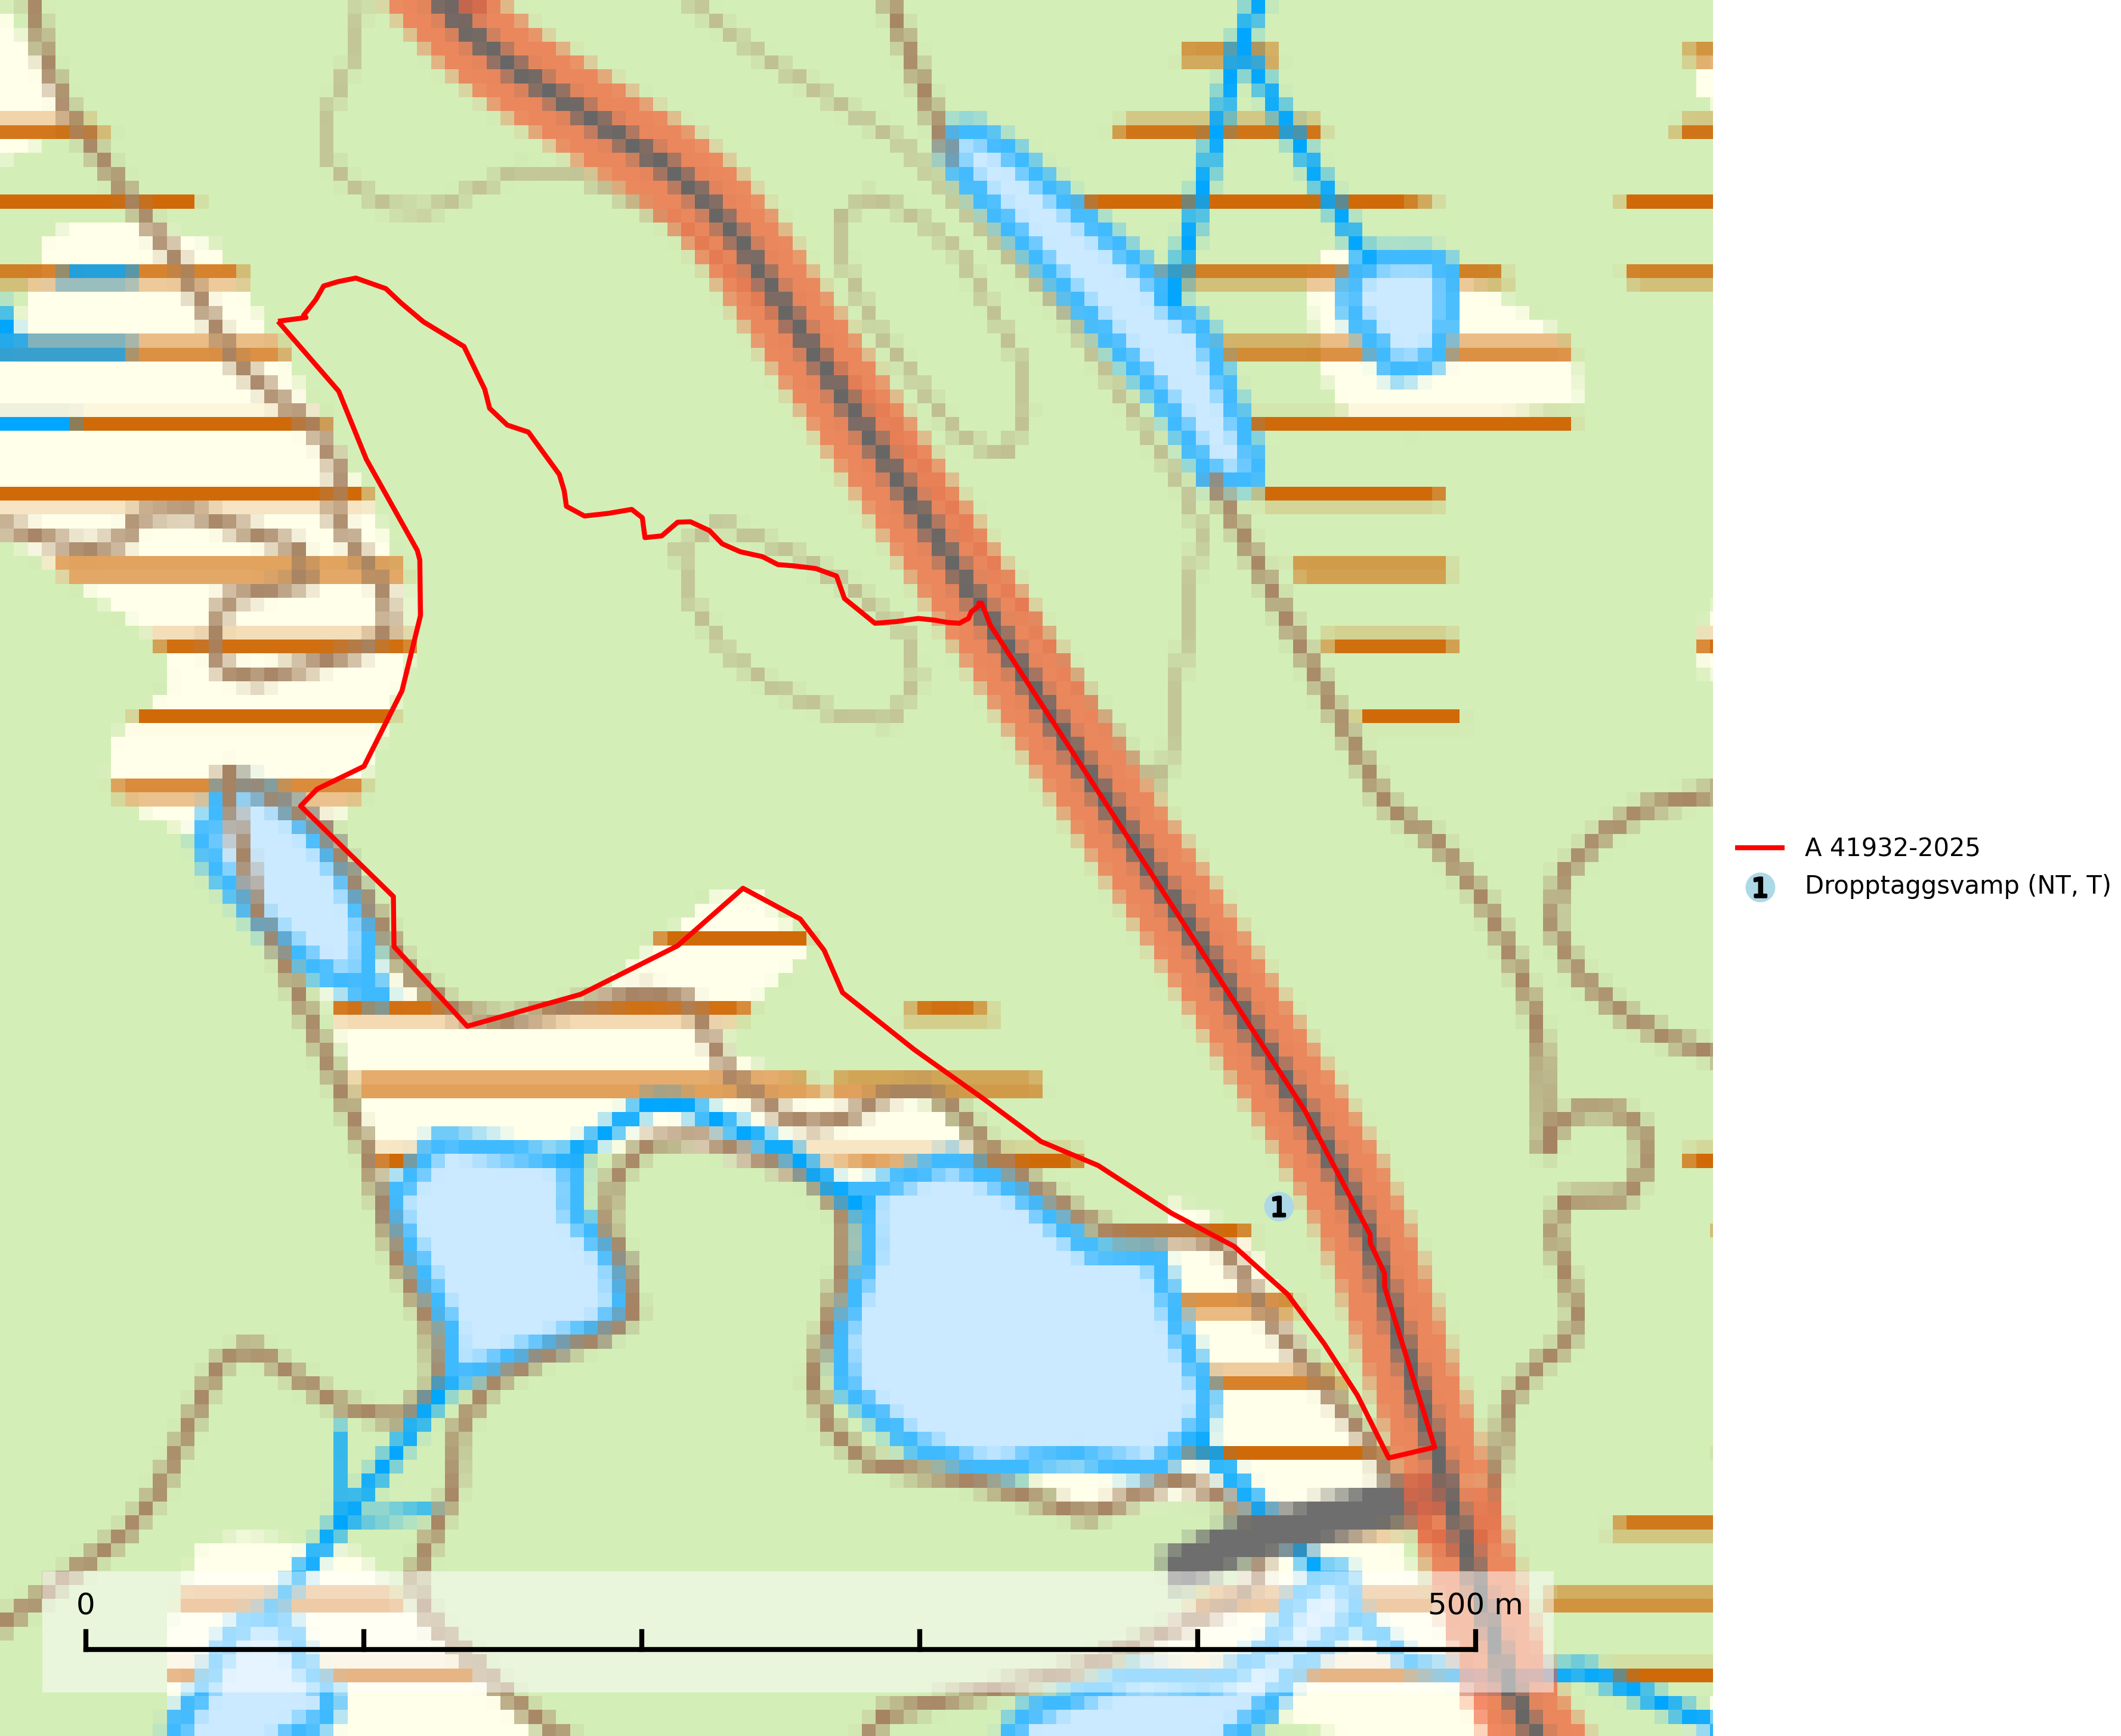 A 41932-2025
1 Dropptaggsvamp (NT, T)
1
0 500 m